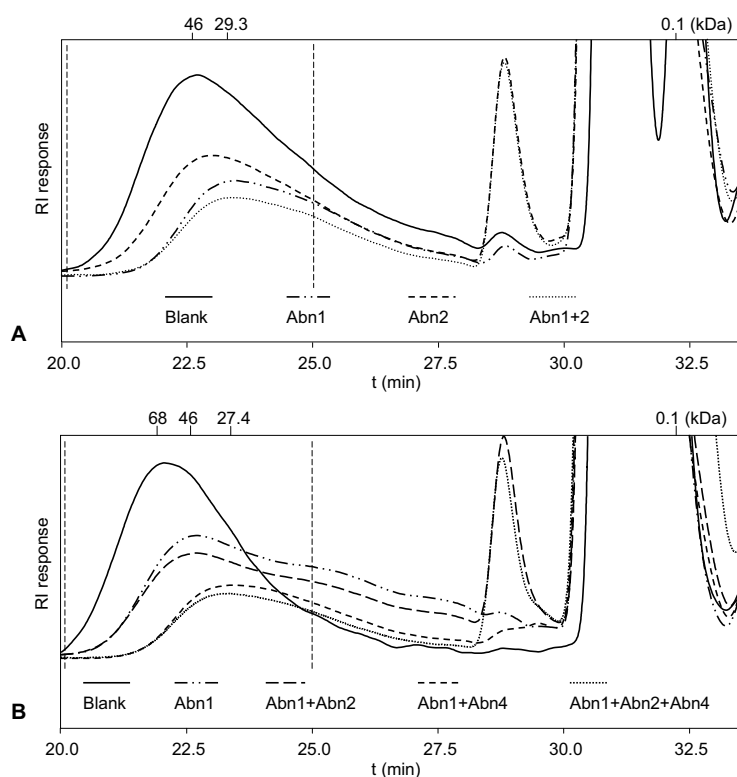 46 29.3 0.1 (kDa)
RI response
Blank Abn1 Abn2 Abn1+2
A
20.0 22.5 25.0 27.5 30.0 32.5
t (min)
68 46 27.4 0.1 (kDa)
RI response
Blank Abn1 Abn1+Abn2 Abn1+Abn4 Abn1+Abn2+Abn4
B
20.0 22.5 25.0 27.5 30.0 32.5
t (min)